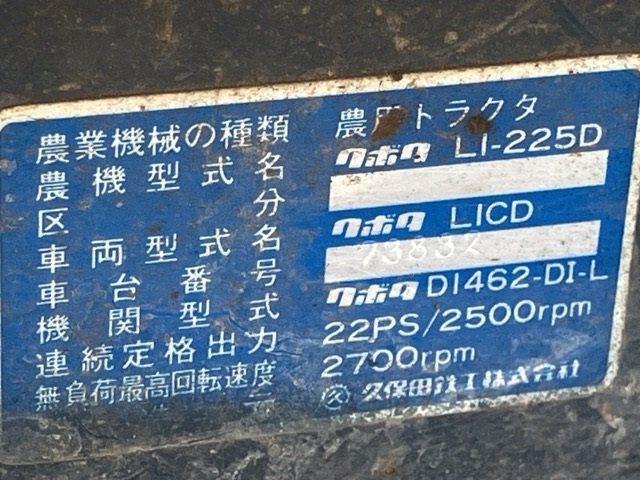 農業機械の種類 農用トラクタ
農機型式名 クボタ LI-225D
区分
車両型式名 クボタ LICD
車台番号 73832
機関型式 クボタ DI462-DI-L
連続定格出力 22PS/2500rpm
無負荷最高回転速度 2700rpm
久保田鉄工株式会社